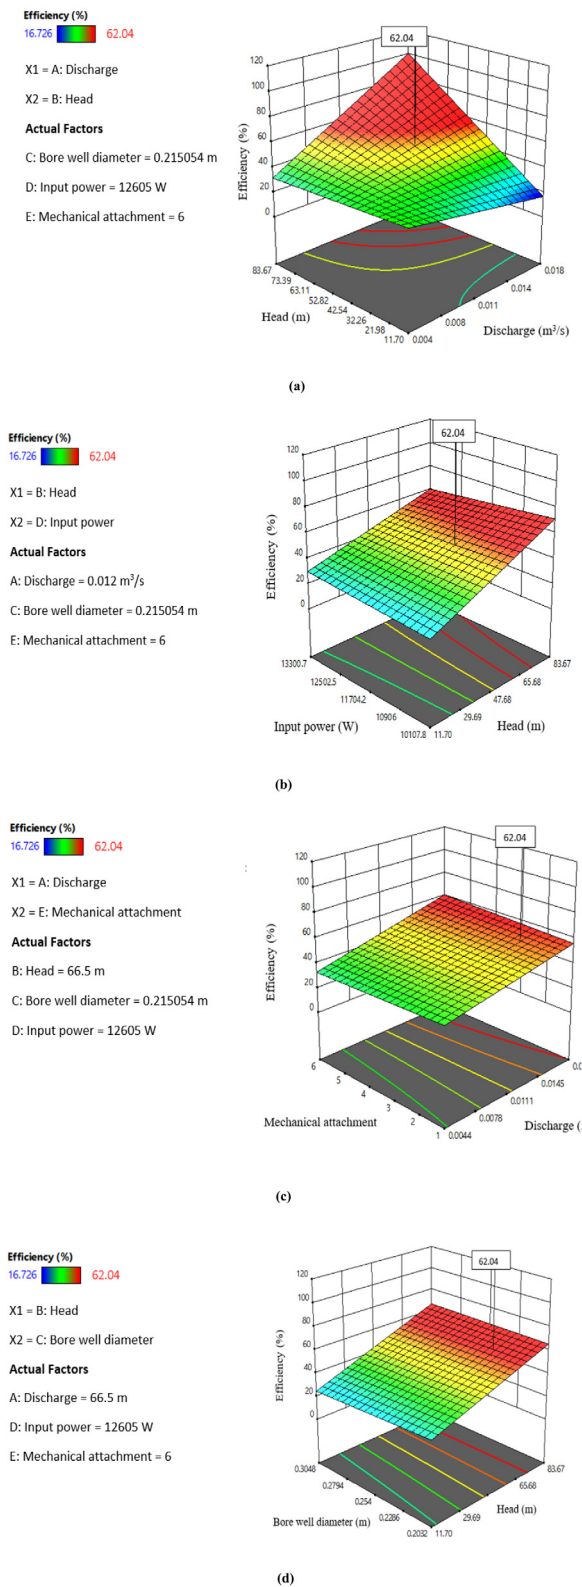 Efficiency (%)
16.726 62.04
X1 = A: Discharge
X2 = B: Head
Actual Factors
C: Bore well diameter = 0.215054 m
D: Input power = 12605 W
E: Mechanical attachment = 6
62.04
120
100
80
60
40
20
0
Efficiency (%)
83.67
73.39
63.11
52.82
42.54
32.26
21.98
11.70
Head (m)
0.004
0.008
0.011
0.014
0.018
Discharge (m³/s)
(a)
Efficiency (%)
16.726 62.04
X1 = B: Head
X2 = D: Input power
Actual Factors
A: Discharge = 0.012 m³/s
C: Bore well diameter = 0.215054 m
E: Mechanical attachment = 6
62.04
120
100
80
60
40
20
0
Efficiency (%)
13300.7
12502.5
11704.2
10906
10107.8
Input power (W)
11.70
29.69
47.68
65.68
83.67
Head (m)
(b)
Efficiency (%)
16.726 62.04
X1 = A: Discharge
X2 = E: Mechanical attachment
Actual Factors
B: Head = 66.5 m
C: Bore well diameter = 0.215054 m
D: Input power = 12605 W
:
62.04
120
100
80
60
40
20
0
Efficiency (%)
6
5
4
3
2
1
Mechanical attachment
0.0044
0.0078
0.0111
0.0145
0.0
Discharge (
(c)
Efficiency (%)
16.726 62.04
X1 = B: Head
X2 = C: Bore well diameter
Actual Factors
A: Discharge = 66.5 m
D: Input power = 12605 W
E: Mechanical attachment = 6
62.04
120
100
80
60
40
20
0
Efficiency (%)
0.3048
0.2794
0.254
0.2286
0.2032
Bore well diameter (m)
11.70
29.69
65.68
83.67
Head (m)
(d)